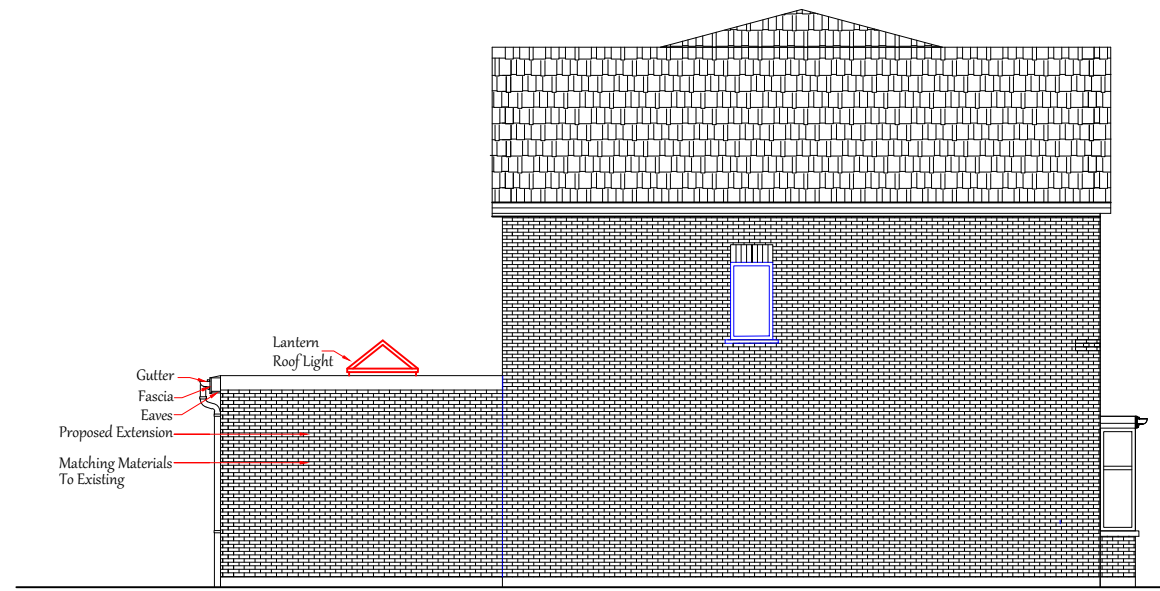 Lantern
Roof Light
Gutter
Fascia
Eaves
Proposed Extension
Matching Materials
To Existing